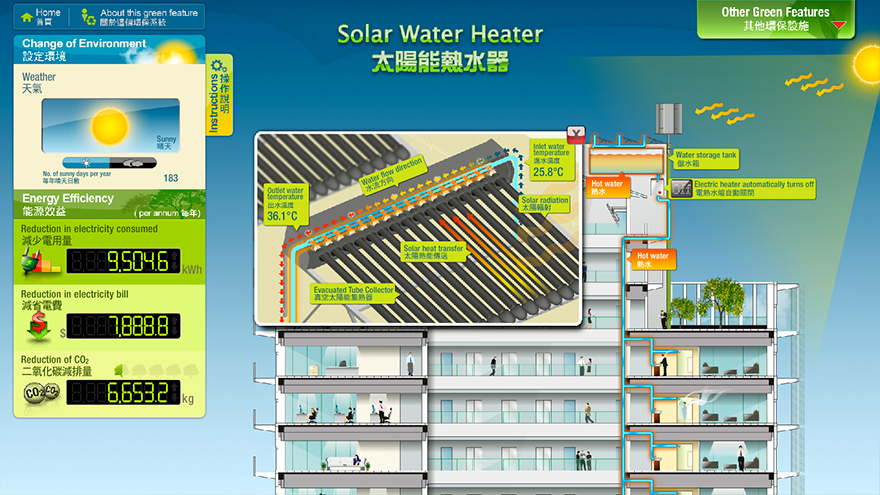 Home
首頁
About this green feature
關於這個環保系統
Other Green Features
其他環保設施
Solar Water Heater
太陽能熱水器
Change of Environment
設定環境
Weather
天氣
Sunny
晴天
No. of sunny days per year
每年晴天日數
183
Instructions
操作說明
Energy Efficiency
能源效益
( per annum 每年)
Reduction in electricity consumed
減少電用量
9,504.6 kWh
Reduction in electricity bill
減省電費
$ 7,888.8
Reduction of CO2
二氧化碳減排量
CO2 CO2
6,653.2 kg
X
Inlet water
temperature
進水溫度
25.8°C
Water flow direction
水流方向
Outlet water
temperature
出水溫度
36.1°C
Solar radiation
太陽輻射
Solar heat transfer
太陽熱能傳送
Evacuated Tube Collector
真空太陽能集熱器
Water storage tank
儲水箱
Hot water
熱水
Electric heater automatically turns off
電熱水爐自動關閉
Hot water
熱水